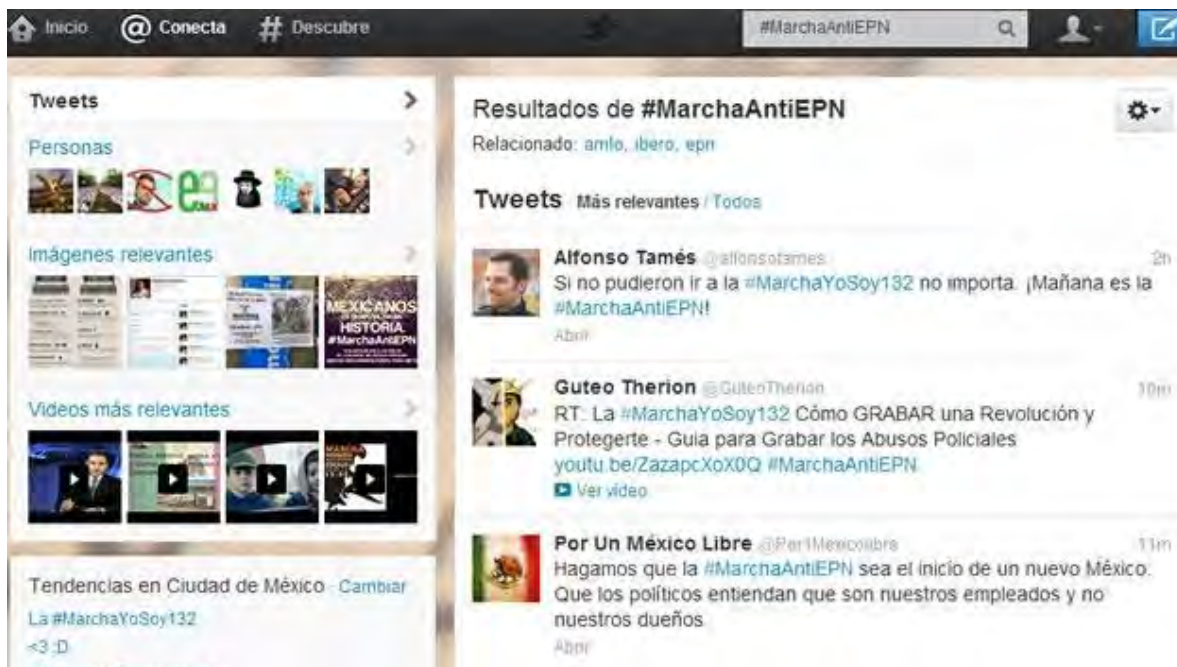 Inicio @ Conecta # Descubre #MarchaAntiEPN
Tweets
Personas
Imágenes relevantes
MEXICANOS
HISTORIA
#MarchaAntiEPN
Videos más relevantes
Tendencias en Ciudad de México · Cambiar
La #MarchaYoSoy132
<3 :D
Resultados de #MarchaAntiEPN
Relacionado: amlo, ibero, epn
Tweets Más relevantes / Todos
Alfonso Tamés @alfonsotames 2h
Si no pudieron ir a la #MarchaYoSoy132 no importa. ¡Mañana es la
#MarchaAntiEPN!
Abrir
Guteo Therion @GuteoTherion 10m
RT: La #MarchaYoSoy132 Cómo GRABAR una Revolución y
Protegerte - Guia para Grabar los Abusos Policiales
youtu.be/ZazapcXoX0Q #MarchaAntiEPN
Ver video
Por Un México Libre @Por1Mexicolibre 11m
Hagamos que la #MarchaAntiEPN sea el inicio de un nuevo México.
Que los políticos entiendan que son nuestros empleados y no
nuestros dueños
Abrir